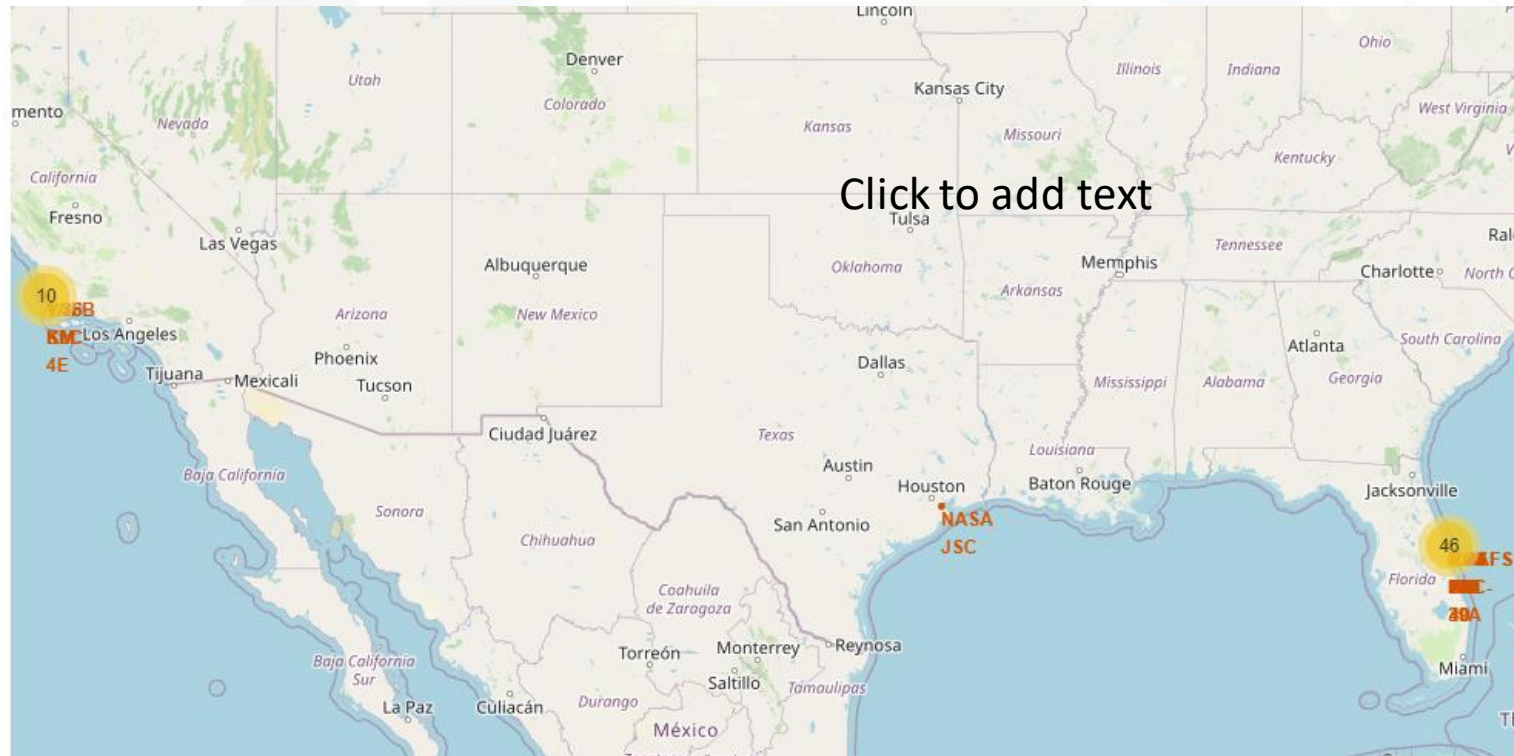 Lincoln
Ohio
Denver
Utah
Illinois
Indiana
Kansas City
Colorado
mento
Nevada
Kansas
Missouri
West Virginia
Kentucky
California
Click to add text
Fresno
Tulsa
Las Vegas
Tennessee
Ral
Albuquerque
Oklahoma
Memphis
Charlotte
North C
10
Arkansas
Arizona
New Mexico
Los Angeles
Atlanta
South Carolina
4E
Phoenix
Dallas
Tijuana
Mexicali
Tucson
Mississippi
Alabama
Georgia
Ciudad Juárez
Texas
Louisiana
Austin
Baja California
Houston
Baton Rouge
Jacksonville
Sonora
NASA
San Antonio
JSC
Chihuahua
46
Florida
Coahuila
de Zaragoza
Torreón
Monterrey
Reynosa
Baja California
Sur
Saltillo
Tamaulipas
Miami
La Paz
Culiacán
Durango
México